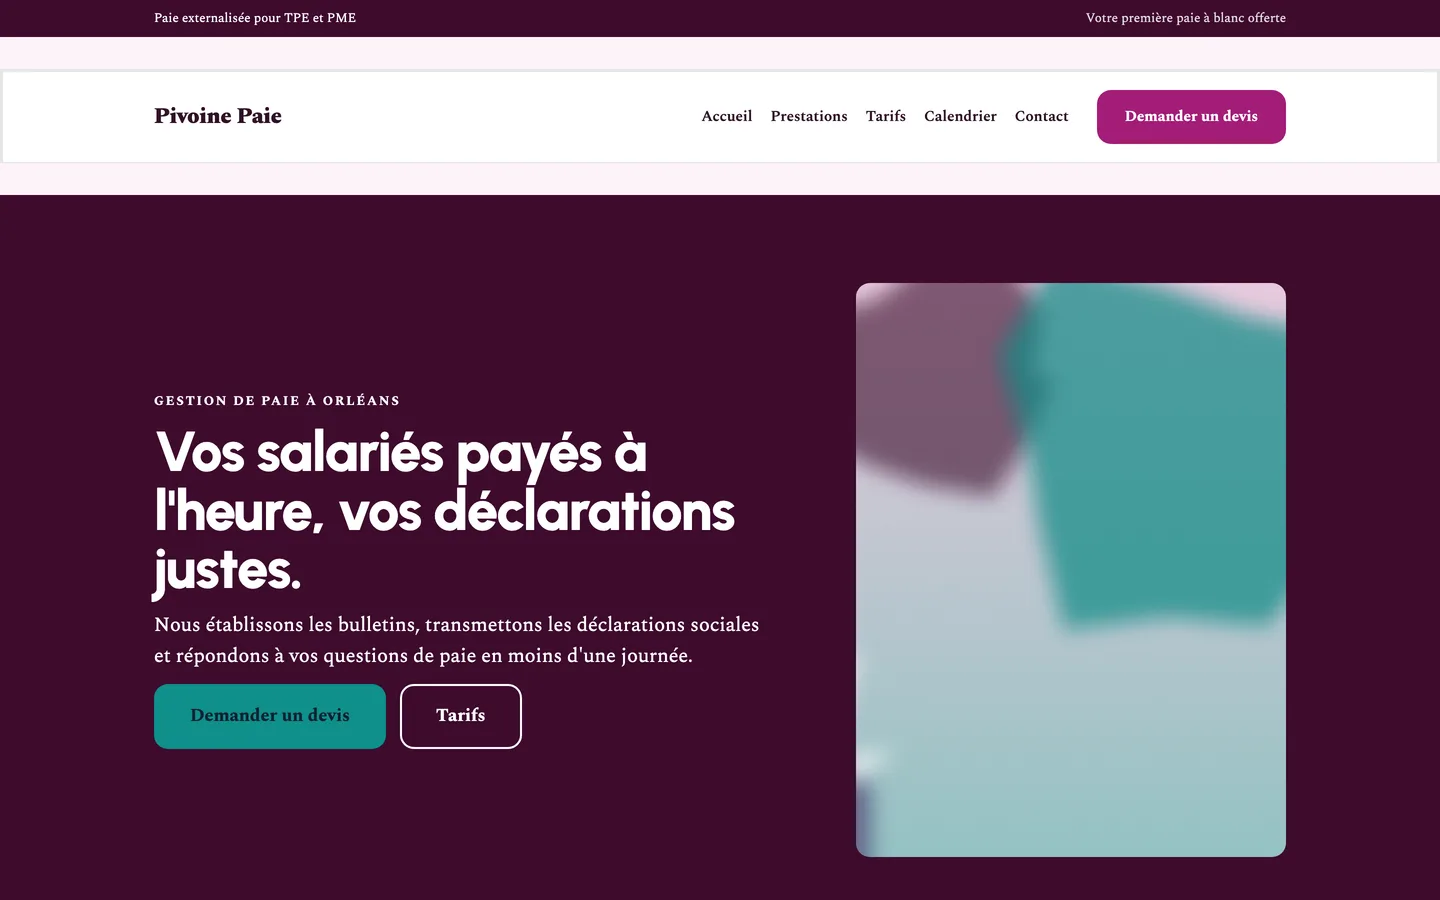 Paie externalisée pour TPE et PME
Votre première paie à blanc offerte
Pivoine Paie
Accueil
Prestations
Tarifs
Calendrier
Contact
Demander un devis
GESTION DE PAIE À ORLÉANS
Vos salariés payés à
l'heure, vos déclarations
justes.
Nous établissons les bulletins, transmettons les déclarations sociales
et répondons à vos questions de paie en moins d'une journée.
Demander un devis
Tarifs